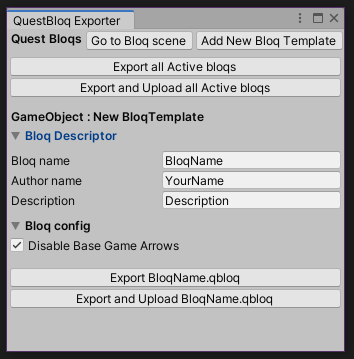 QuestBloq Exporter
Quest Bloqs Go to Bloq scene Add New Bloq Template
Export all Active bloqs
Export and Upload all Active bloqs
GameObject : New BloqTemplate
Bloq Descriptor
Bloq name BloqName
Author name YourName
Description Description
Bloq config
Disable Base Game Arrows
Export BloqName.qbloq
Export and Upload BloqName.qbloq